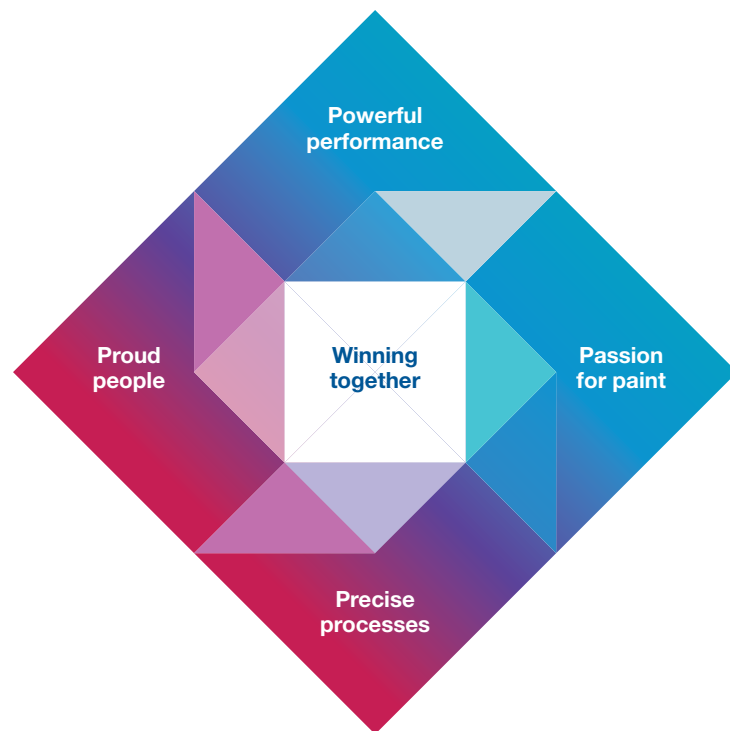 Powerful
performance
Proud
people
Winning
together
Passion
for paint
Precise
processes